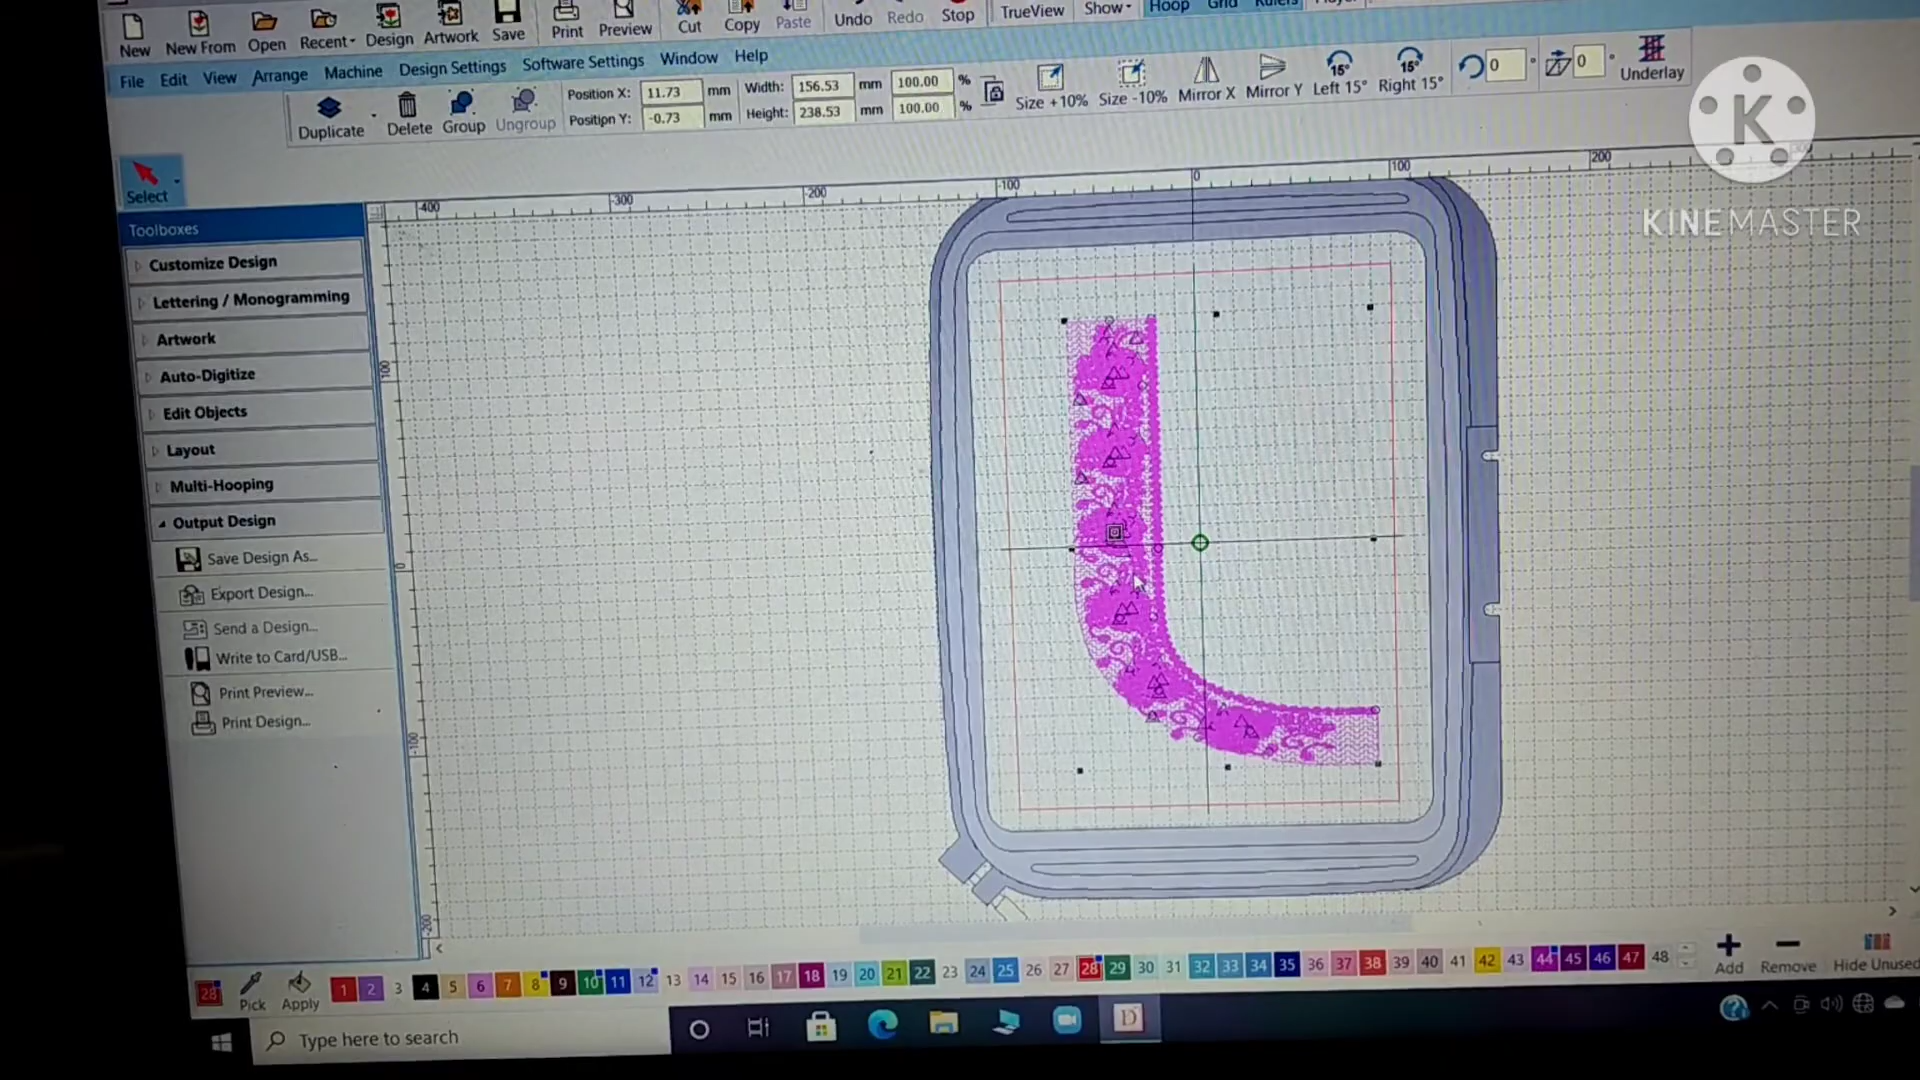 New New From Open Recent Design Artwork Save Print Preview Cut Copy Paste Undo Redo Stop TrueView Show Hoop Grid Rulers
File Edit View Arrange Machine Design Settings Software Settings Window Help
Duplicate Delete Group Ungroup
Position X: 11.73 mm Width: 156.53 mm 100.00 %
Position Y: -0.73 mm Height: 238.53 mm 100.00 %
Size +10% Size -10% Mirror X Mirror Y Left 15° Right 15° 0 ° 0 ° Underlay
15° 15°
K
KINEMASTER
Select
-400 -300 -200 -100 0 100 200
Toolboxes
Customize Design
Lettering / Monogramming
Artwork
Auto-Digitize
Edit Objects
Layout
Multi-Hooping
Output Design
Save Design As...
Export Design...
Send a Design...
Write to Card/USB...
Print Preview...
Print Design...
100
0
-100
-200
28 Pick Apply 1 2 3 4 5 6 7 8 9 10 11 12 13 14 15 16 17 18 19 20 21 22 23 24 25 26 27 28 29 30 31 32 33 34 35 36 37 38 39 40 41 42 43 44 45 46 47 48 Add Remove Hide Unused
Type here to search
D